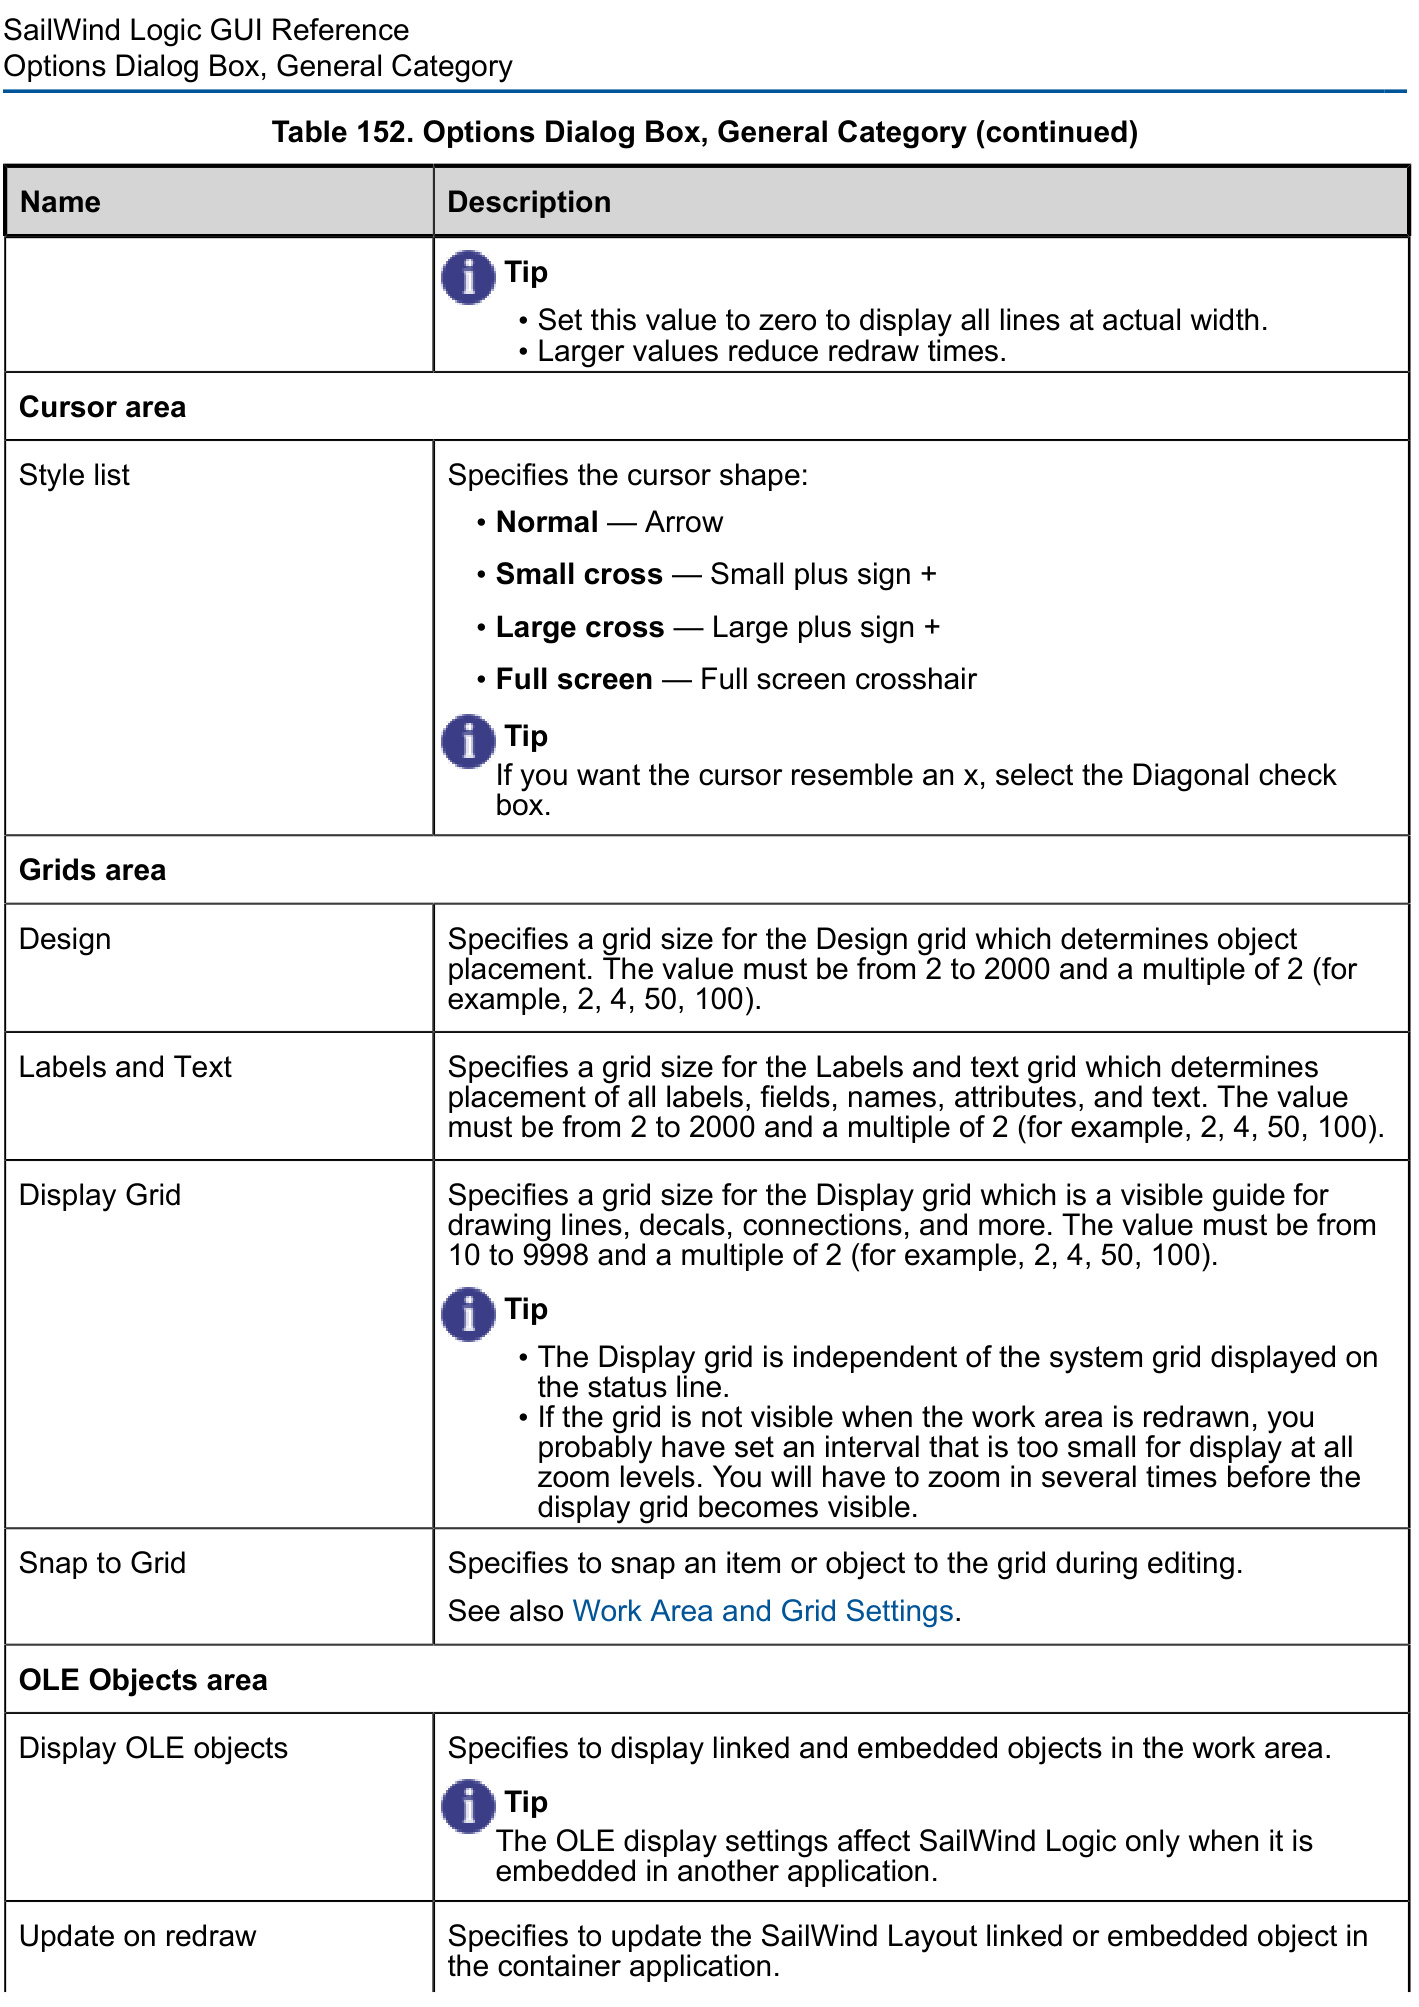 SailWind Logic GUI Reference
Options Dialog Box, General Category
Table 152. Options Dialog Box, General Category (continued)
Name
Description
Tip
• Set this value to zero to display all lines at actual width.
• Larger values reduce redraw times.
Cursor area
Style list
Specifies the cursor shape:
• Normal — Arrow
• Small cross — Small plus sign +
• Large cross — Large plus sign +
• Full screen — Full screen crosshair
Tip
If you want the cursor resemble an x, select the Diagonal check
box.
Grids area
Design
Specifies a grid size for the Design grid which determines object
placement. The value must be from 2 to 2000 and a multiple of 2 (for
example, 2, 4, 50, 100).
Labels and Text
Specifies a grid size for the Labels and text grid which determines
placement of all labels, fields, names, attributes, and text. The value
must be from 2 to 2000 and a multiple of 2 (for example, 2, 4, 50, 100).
Display Grid
Specifies a grid size for the Display grid which is a visible guide for
drawing lines, decals, connections, and more. The value must be from
10 to 9998 and a multiple of 2 (for example, 2, 4, 50, 100).
Tip
• The Display grid is independent of the system grid displayed on
the status line.
• If the grid is not visible when the work area is redrawn, you
probably have set an interval that is too small for display at all
zoom levels. You will have to zoom in several times before the
display grid becomes visible.
Snap to Grid
Specifies to snap an item or object to the grid during editing.
See also Work Area and Grid Settings.
OLE Objects area
Display OLE objects
Specifies to display linked and embedded objects in the work area.
Tip
The OLE display settings affect SailWind Logic only when it is
embedded in another application.
Update on redraw
Specifies to update the SailWind Layout linked or embedded object in
the container application.